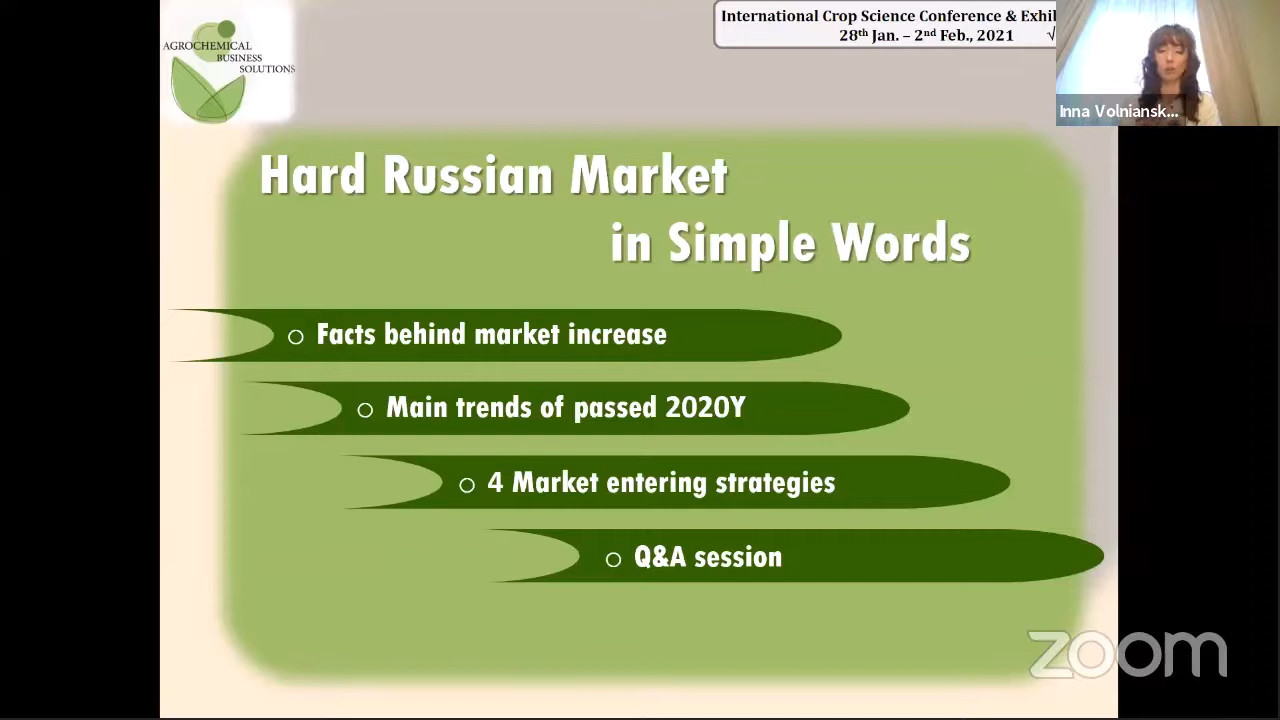 AGROCHEMICAL
BUSINESS
SOLUTIONS
International Crop Science Conference & Exhi
28th Jan. – 2nd Feb., 2021 √
Inna Volniansk...
Hard Russian Market
in Simple Words
○ Facts behind market increase
○ Main trends of passed 2020Y
○ 4 Market entering strategies
○ Q&A session
zoom